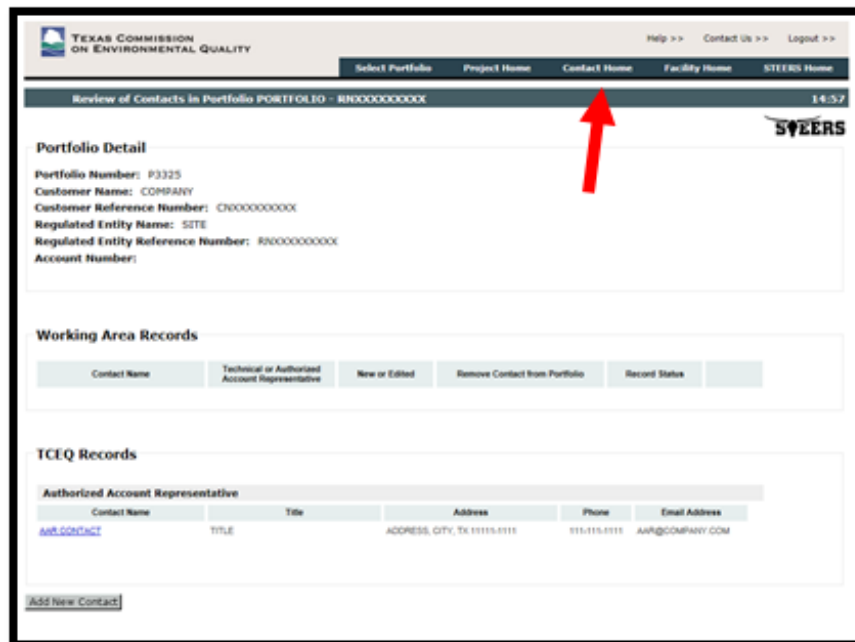 TEXAS COMMISSION
ON ENVIRONMENTAL QUALITY
Help >> Contact Us >> Logout >>
Select Portfolio Project Home Contact Home Facility Home STEERS Home
Review of Contacts in Portfolio PORTFOLIO - RNXXXXXXXXX 14:57
STEERS
Portfolio Detail
Portfolio Number: P3325
Customer Name: COMPANY
Customer Reference Number: CNXXXXXXXXX
Regulated Entity Name: SITE
Regulated Entity Reference Number: RNXXXXXXXXX
Account Number:
Working Area Records
Contact Name Technical or Authorized Account Representative New or Edited Remove Contact from Portfolio Record Status
TCEQ Records
Authorized Account Representative
Contact Name Title Address Phone Email Address
AAR CONTACT TITLE ADDRESS, CITY, TX 11111-1111 111-111-1111 AAR@COMPANY.COM
Add New Contact